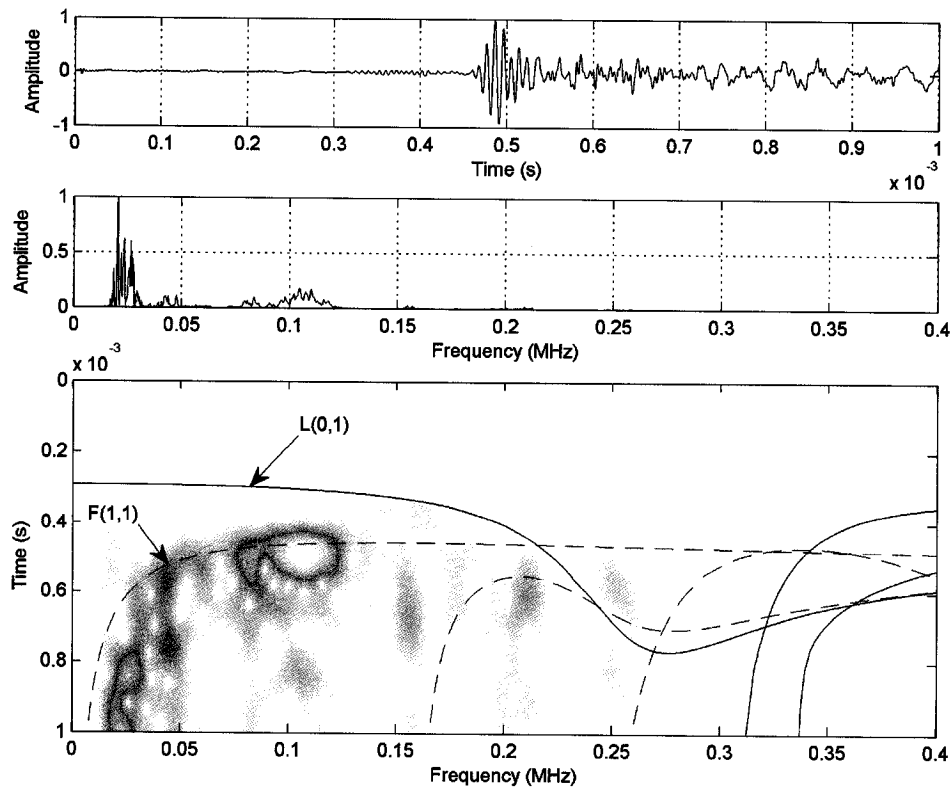 1
0
-1
Amplitude
0 0.1 0.2 0.3 0.4 0.5 0.6 0.7 0.8 0.9 1
Time (s)
x 10⁻³
1
0.5
0
Amplitude
0 0.05 0.1 0.15 0.2 0.25 0.3 0.35 0.4
Frequency (MHz)
x 10⁻³
0
0.2
0.4
0.6
0.8
1
Time (s)
L(0,1)
F(1,1)
0 0.05 0.1 0.15 0.2 0.25 0.3 0.35 0.4
Frequency (MHz)